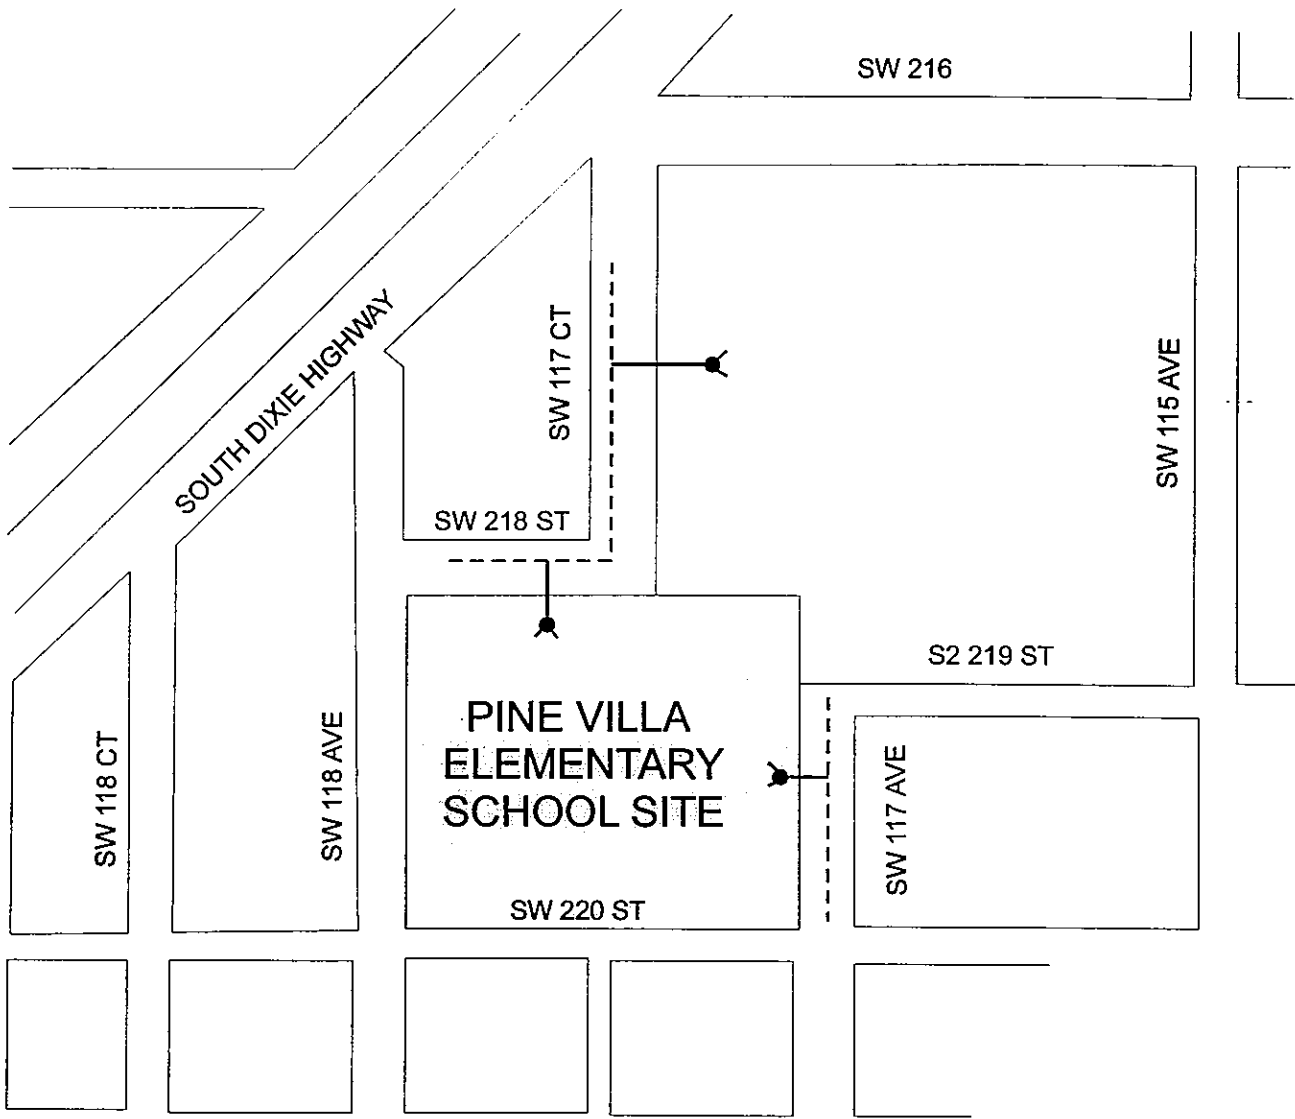 SW 216
SOUTH DIXIE HIGHWAY
SW 117 CT
SW 115 AVE
SW 218 ST
S2 219 ST
PINE VILLA
ELEMENTARY
SCHOOL SITE
SW 118 CT
SW 118 AVE
SW 117 AVE
SW 220 ST